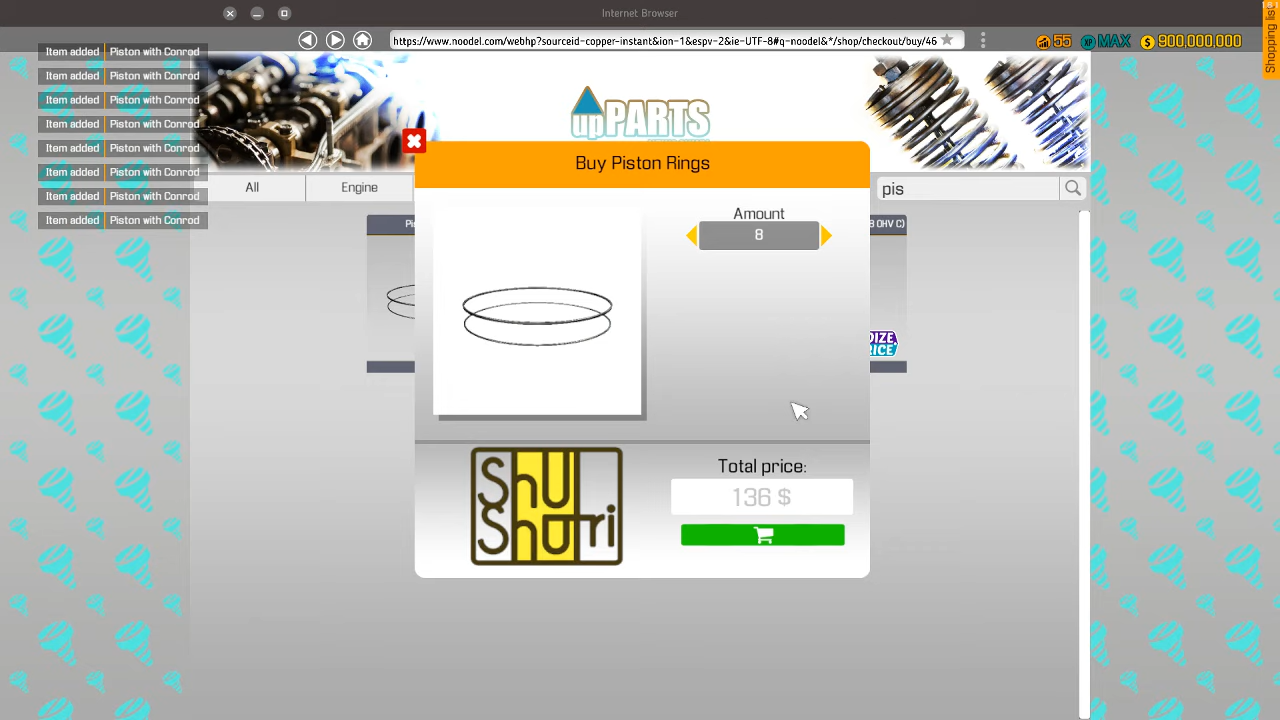 Internet Browser
https://www.noodel.com/webhp?sourceid-copper-instant&ion-1&espv-2&ie-UTF-8#q-noodel&*/shop/checkout/buy/46
55 XP MAX $ 900,000,000
Shopping list
Item added Piston with Conrod
Item added Piston with Conrod
Item added Piston with Conrod
Item added Piston with Conrod
Item added Piston with Conrod
Item added Piston with Conrod
Item added Piston with Conrod
Item added Piston with Conrod
upPARTS
Buy Piston Rings
All
Engine
pis
Amount
8
Shut
Shutri
Total price:
136 $